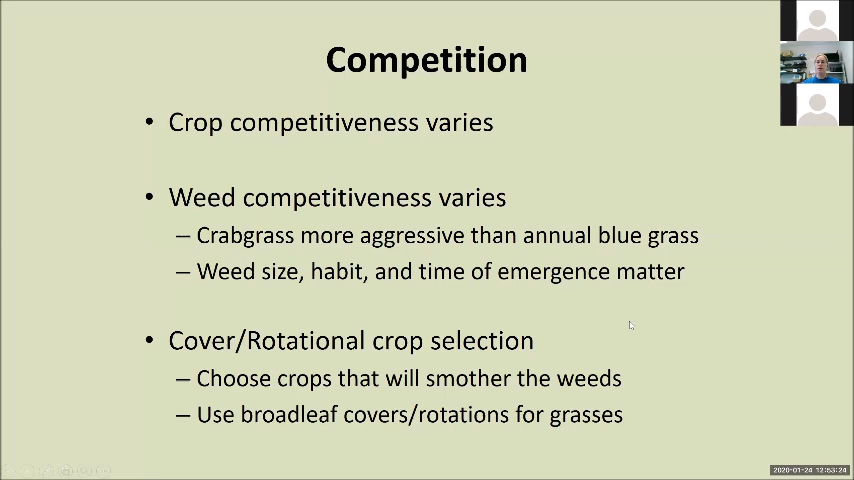 Competition
• Crop competitiveness varies
• Weed competitiveness varies
– Crabgrass more aggressive than annual blue grass
– Weed size, habit, and time of emergence matter
• Cover/Rotational crop selection
– Choose crops that will smother the weeds
– Use broadleaf covers/rotations for grasses
2020-01-24 12:53:24